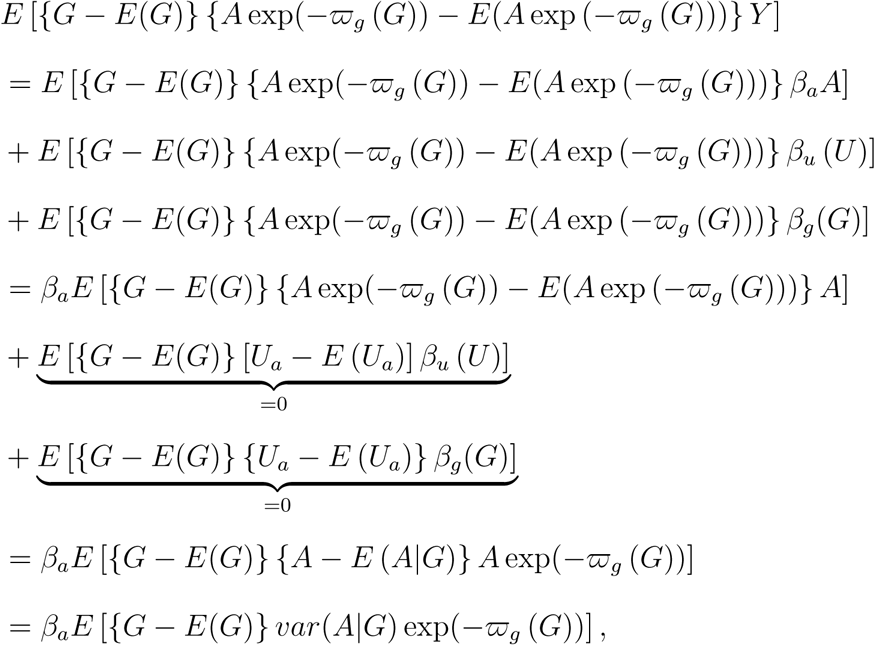 E [{G − E(G)} {A exp(−ϖ_g (G)) − E(A exp (−ϖ_g (G)))} Y]
= E [{G − E(G)} {A exp(−ϖ_g (G)) − E(A exp (−ϖ_g (G)))} β_a A]
+ E [{G − E(G)} {A exp(−ϖ_g (G)) − E(A exp (−ϖ_g (G)))} β_u (U)]
+ E [{G − E(G)} {A exp(−ϖ_g (G)) − E(A exp (−ϖ_g (G)))} β_g(G)]
= β_a E [{G − E(G)} {A exp(−ϖ_g (G)) − E(A exp (−ϖ_g (G)))} A]
+ E [{G − E(G)} [U_a − E (U_a)] β_u (U)]
=0
+ E [{G − E(G)} {U_a − E (U_a)} β_g(G)]
=0
= β_a E [{G − E(G)} {A − E (A|G)} A exp(−ϖ_g (G))]
= β_a E [{G − E(G)} var(A|G) exp(−ϖ_g (G))] ,